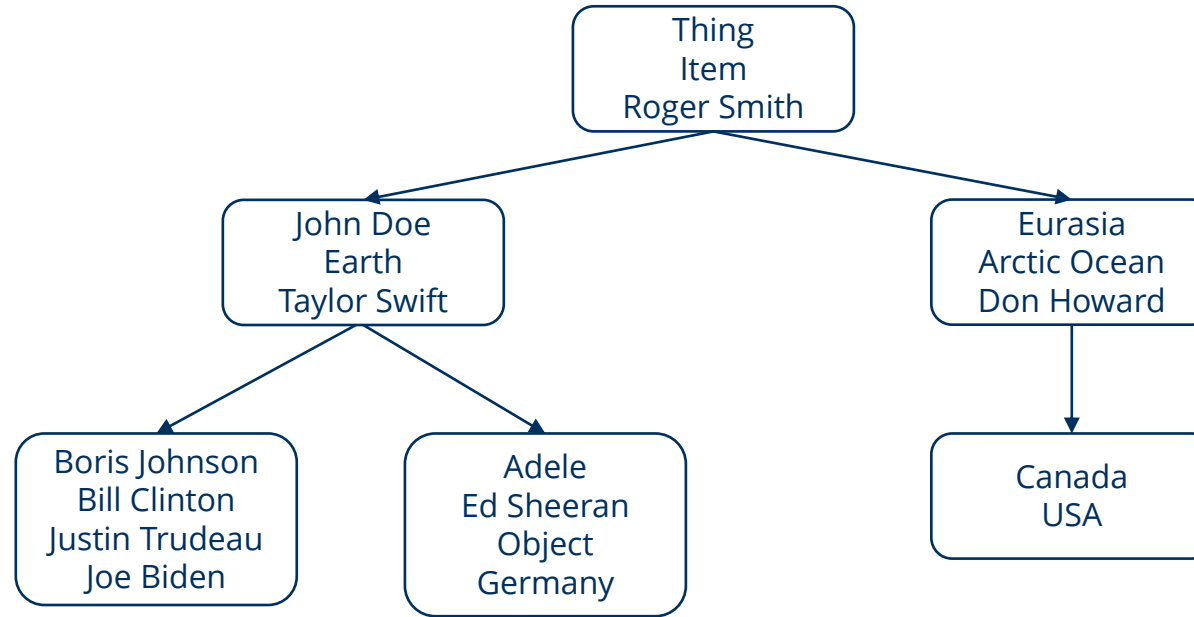 Thing
Item
Roger Smith
John Doe
Earth
Taylor Swift
Eurasia
Arctic Ocean
Don Howard
Boris Johnson
Bill Clinton
Justin Trudeau
Joe Biden
Adele
Ed Sheeran
Object
Germany
Canada
USA